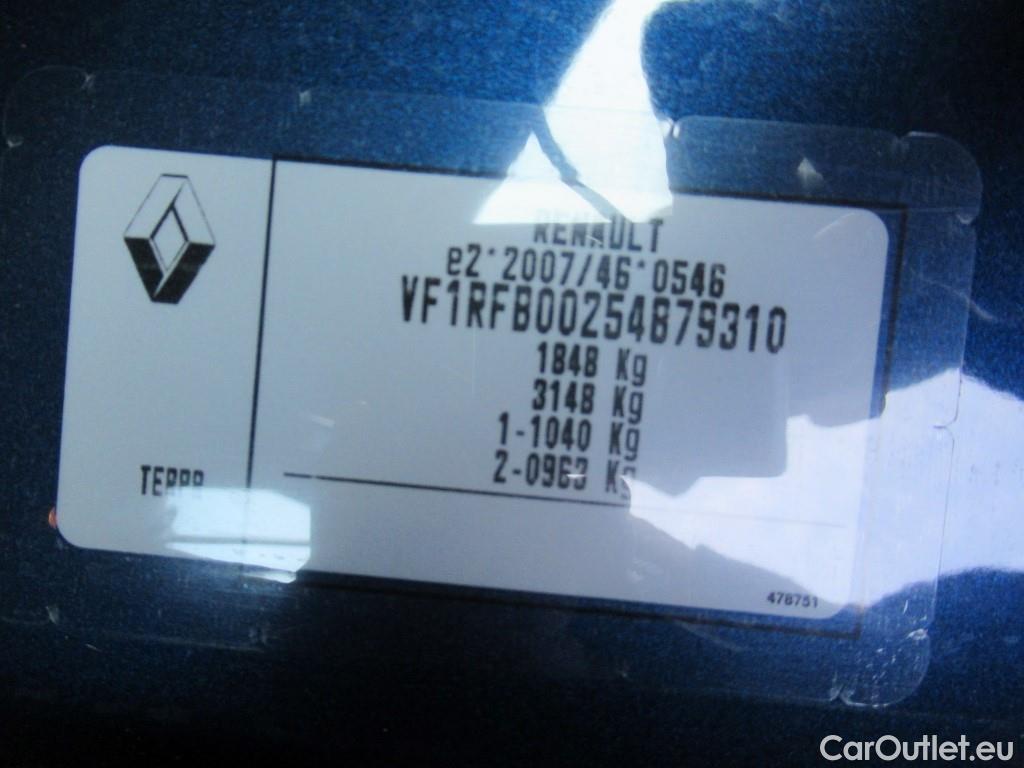 RENAULT
e2*2007/46*0546
VF1RFB00254879310
1848 Kg
3148 Kg
1-1040 Kg
2-0963 Kg
478751
CarOutlet.eu